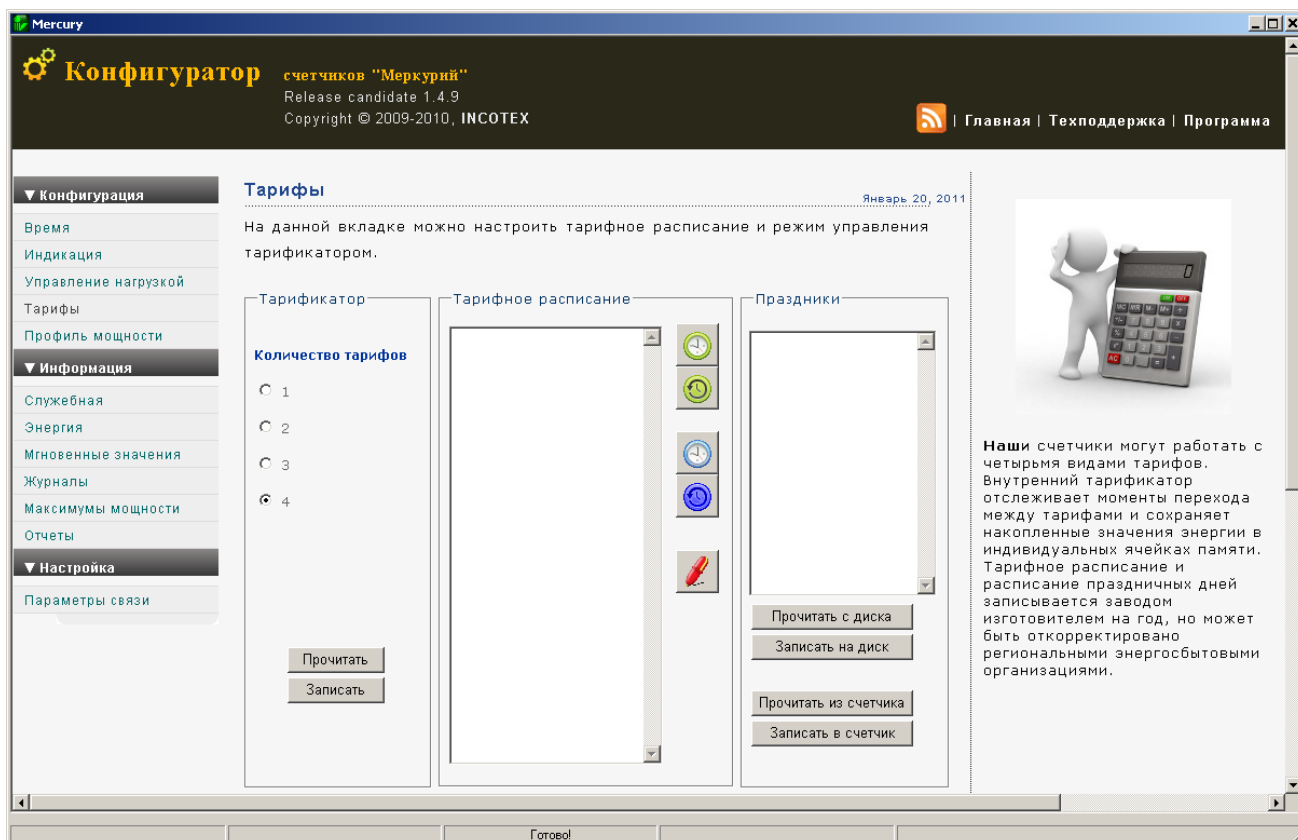 Mercury
Конфигуратор
счетчиков "Меркурий"
Release candidate 1.4.9
Copyright © 2009-2010, INCOTEX
| Главная | Техподдержка | Программа
▼ Конфигурация
Время
Индикация
Управление нагрузкой
Тарифы
Профиль мощности
▼ Информация
Служебная
Энергия
Мгновенные значения
Журналы
Максимумы мощности
Отчеты
▼ Настройка
Параметры связи
Тарифы
Январь 20, 2011
На данной вкладке можно настроить тарифное расписание и режим управления
тарификатором.
Тарификатор
Количество тарифов
1
2
3
4
Прочитать
Записать
Тарифное расписание
Праздники
Прочитать с диска
Записать на диск
Прочитать из счетчика
Записать в счетчик
Наши счетчики могут работать с
четырьмя видами тарифов.
Внутренний тарификатор
отслеживает моменты перехода
между тарифами и сохраняет
накопленные значения энергии в
индивидуальных ячейках памяти.
Тарифное расписание и
расписание праздничных дней
записывается заводом
изготовителем на год, но может
быть откорректировано
региональными энергосбытовыми
организациями.
Готово!